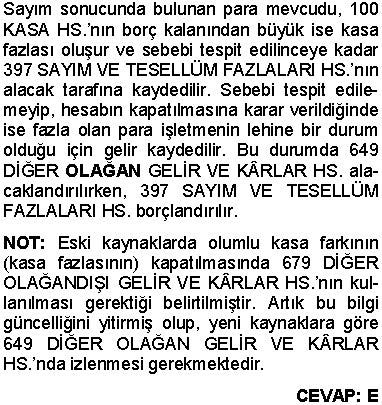 Sayım sonucunda bulunan para mevcudu, 100
KASA HS.'nın borç kalanından büyük ise kasa
fazlası oluşur ve sebebi tespit edilinceye kadar
397 SAYIM VE TESELLÜM FAZLALARI HS.'nın
alacak tarafına kaydedilir. Sebebi tespit edile-
meyip, hesabın kapatılmasına karar verildiğinde
ise fazla olan para işletmenin lehine bir durum
olduğu için gelir kaydedilir. Bu durumda 649
DİĞER OLAĞAN GELİR VE KÂRLAR HS. ala-
caklandırılırken, 397 SAYIM VE TESELLÜM
FAZLALARI HS. borçlandırılır.
NOT: Eski kaynaklarda olumlu kasa farkının
(kasa fazlasının) kapatılmasında 679 DİĞER
OLAĞANDIŞI GELİR VE KÂRLAR HS.'nın kul-
lanılması gerektiği belirtilmiştir. Artık bu bilgi
güncelliğini yitirmiş olup, yeni kaynaklara göre
649 DİĞER OLAĞAN GELİR VE KÂRLAR
HS.'nda izlenmesi gerekmektedir.
CEVAP: E